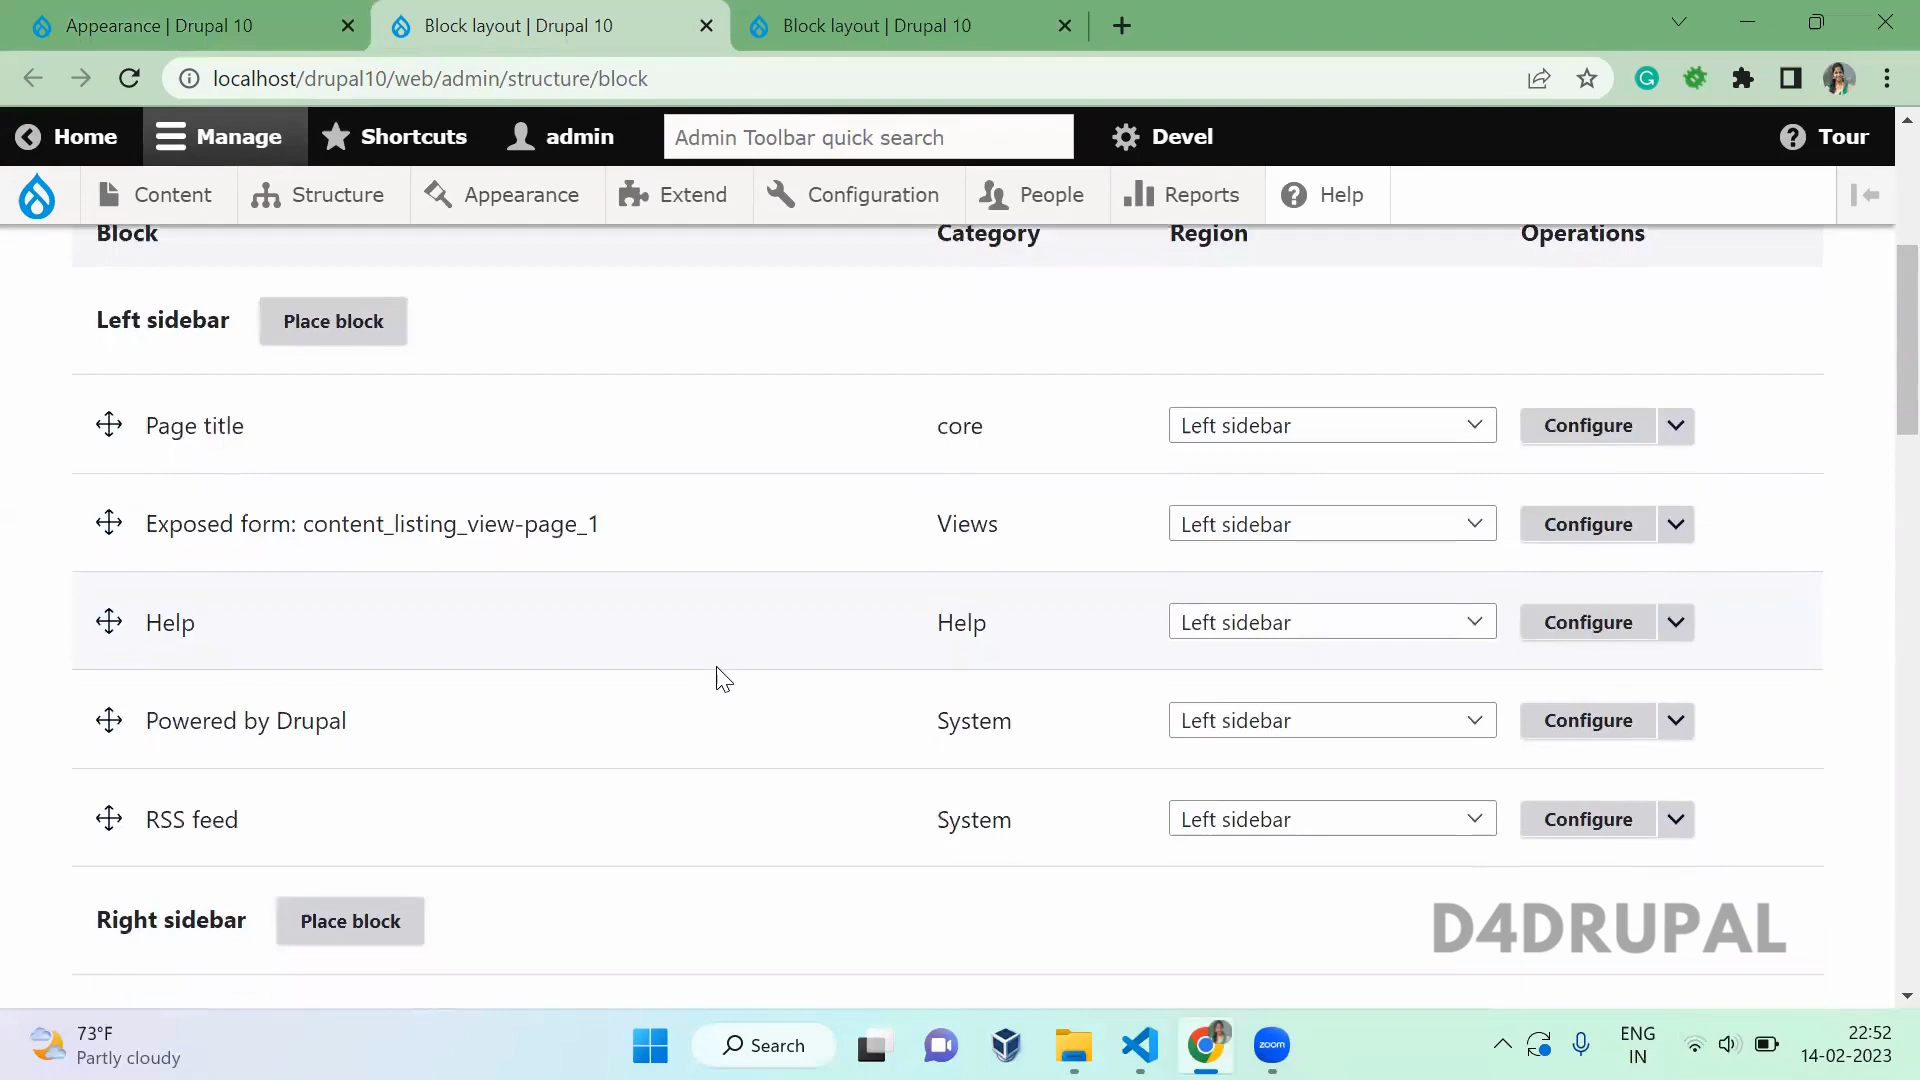 Appearance | Drupal 10
Block layout | Drupal 10
Block layout | Drupal 10
localhost/drupal10/web/admin/structure/block
Home
Manage
Shortcuts
admin
Admin Toolbar quick search
Devel
Tour
Content
Structure
Appearance
Extend
Configuration
People
Reports
Help
Block Category Region Operations
Left sidebar Place block
Page title core Left sidebar Configure
Exposed form: content_listing_view-page_1 Views Left sidebar Configure
Help Help Left sidebar Configure
Powered by Drupal System Left sidebar Configure
RSS feed System Left sidebar Configure
Right sidebar Place block
D4DRUPAL
73°F
Partly cloudy
Search
zoom
ENG
IN
22:52
14-02-2023